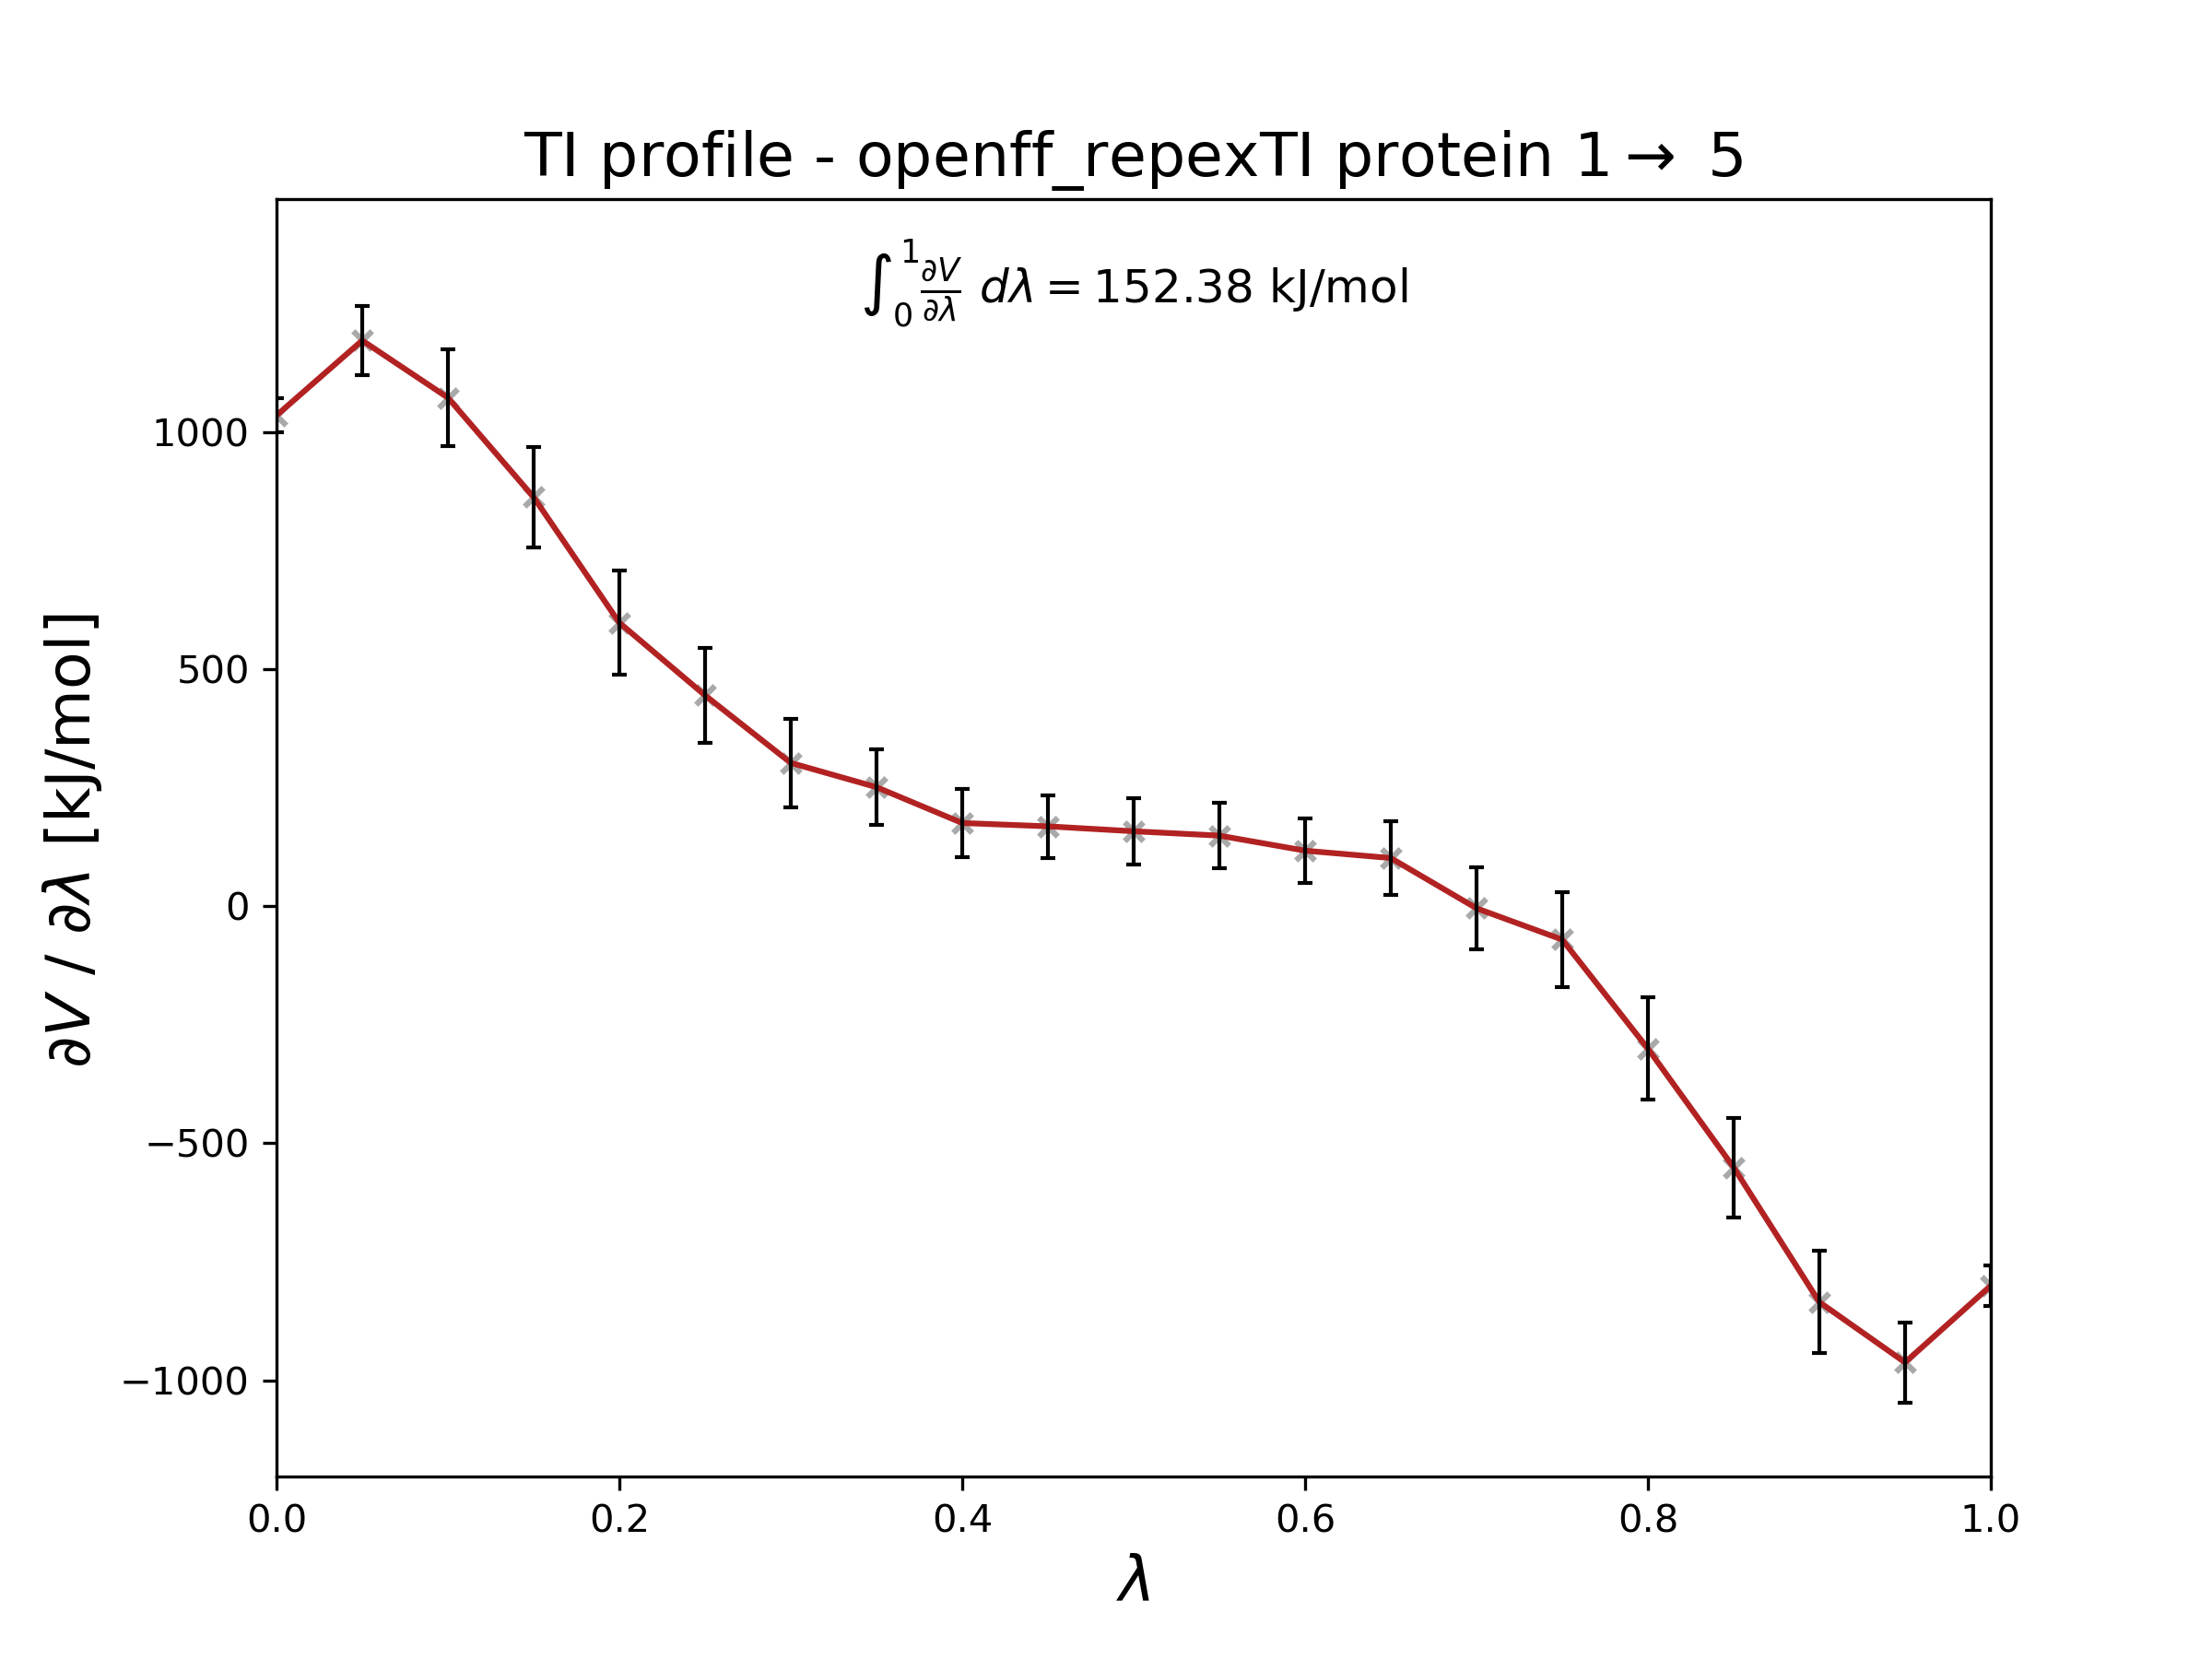 TI profile - openff_repexTI protein 1→ 5
∫₀¹ ∂V/∂λ dλ = 152.38 kJ/mol
1000
500
0
−500
−1000
∂V / ∂λ [kJ/mol]
0.0 0.2 0.4 0.6 0.8 1.0
λ